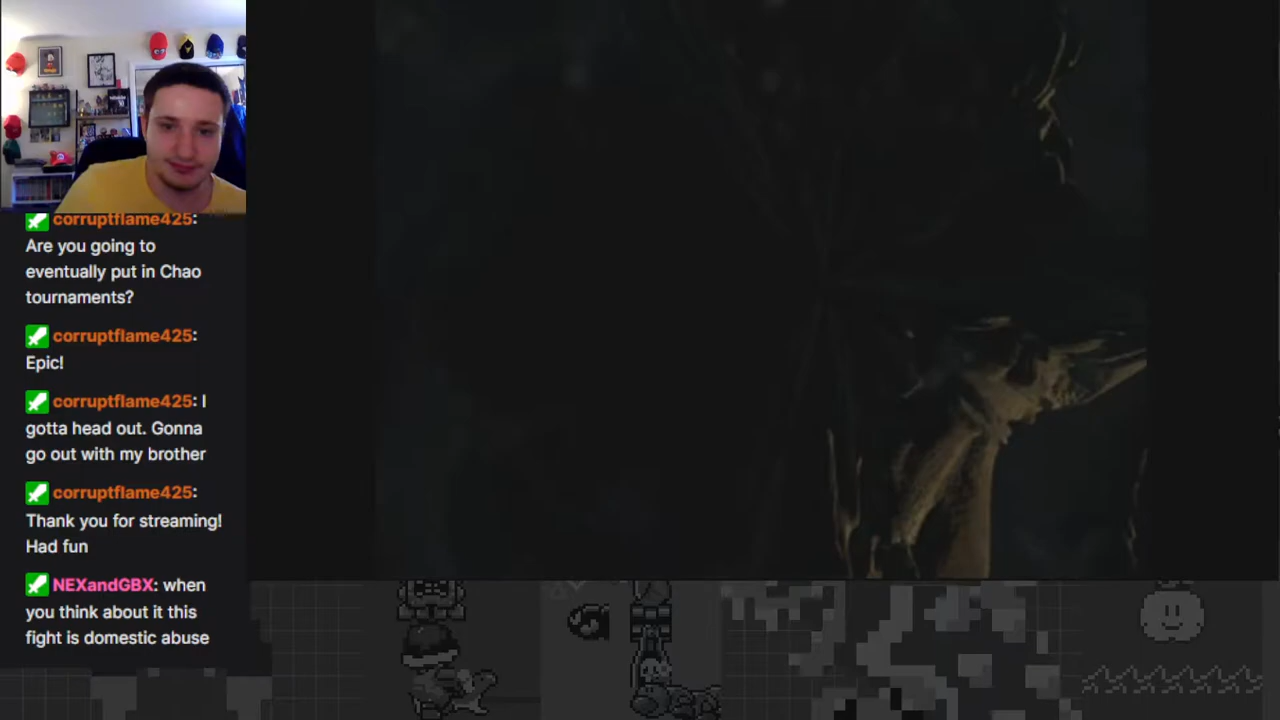 corruptflame425:
Are you going to
eventually put in Chao
tournaments?
corruptflame425:
Epic!
corruptflame425: I
gotta head out. Gonna
go out with my brother
corruptflame425:
Thank you for streaming!
Had fun
NEXandGBX: when
you think about it this
fight is domestic abuse